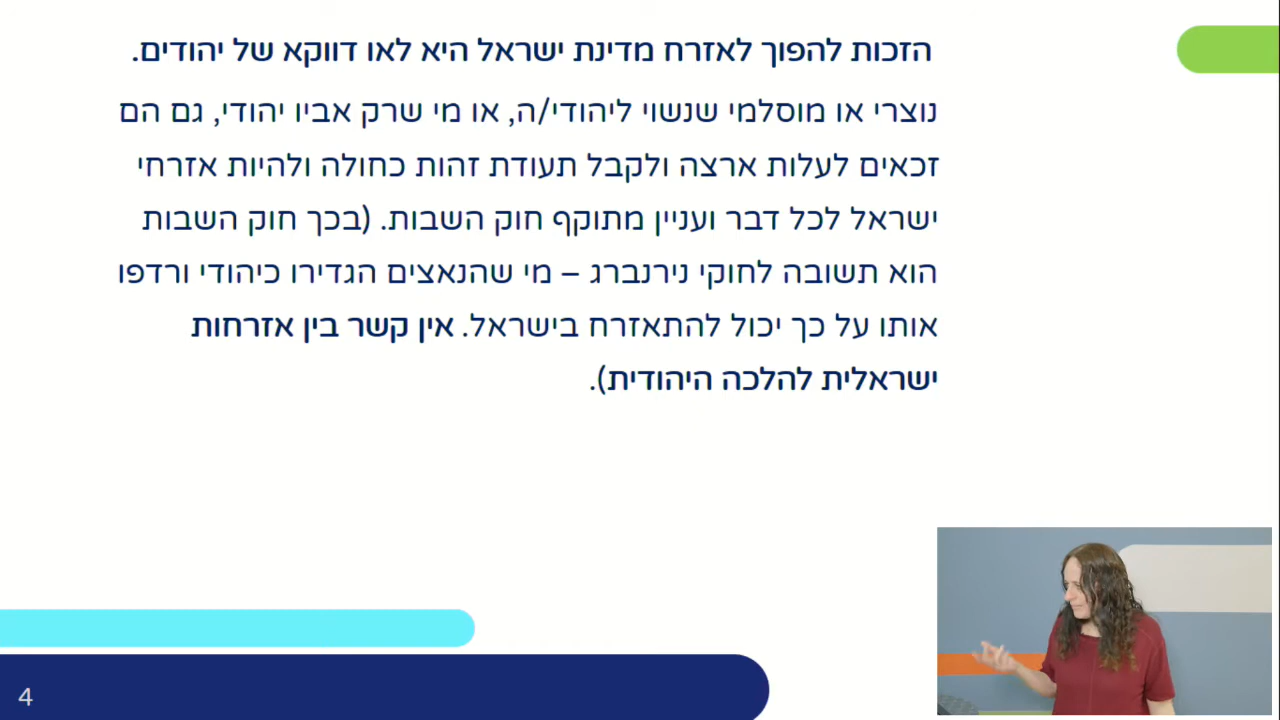 הזכות להפוך לאזרח מדינת ישראל היא לאו דווקא של יהודים.
נוצרי או מוסלמי שנשוי ליהודי/ה, או מי שרק אביו יהודי, גם הם
זכאים לעלות ארצה ולקבל תעודת זהות כחולה ולהיות אזרחי
ישראל לכל דבר ועניין מתוקף חוק השבות. (בכך חוק השבות
הוא תשובה לחוקי נירנברג – מי שהנאצים הגדירו כיהודי ורדפו
אותו על כך יכול להתאזרח בישראל. אין קשר בין אזרחות
ישראלית להלכה היהודית).
4